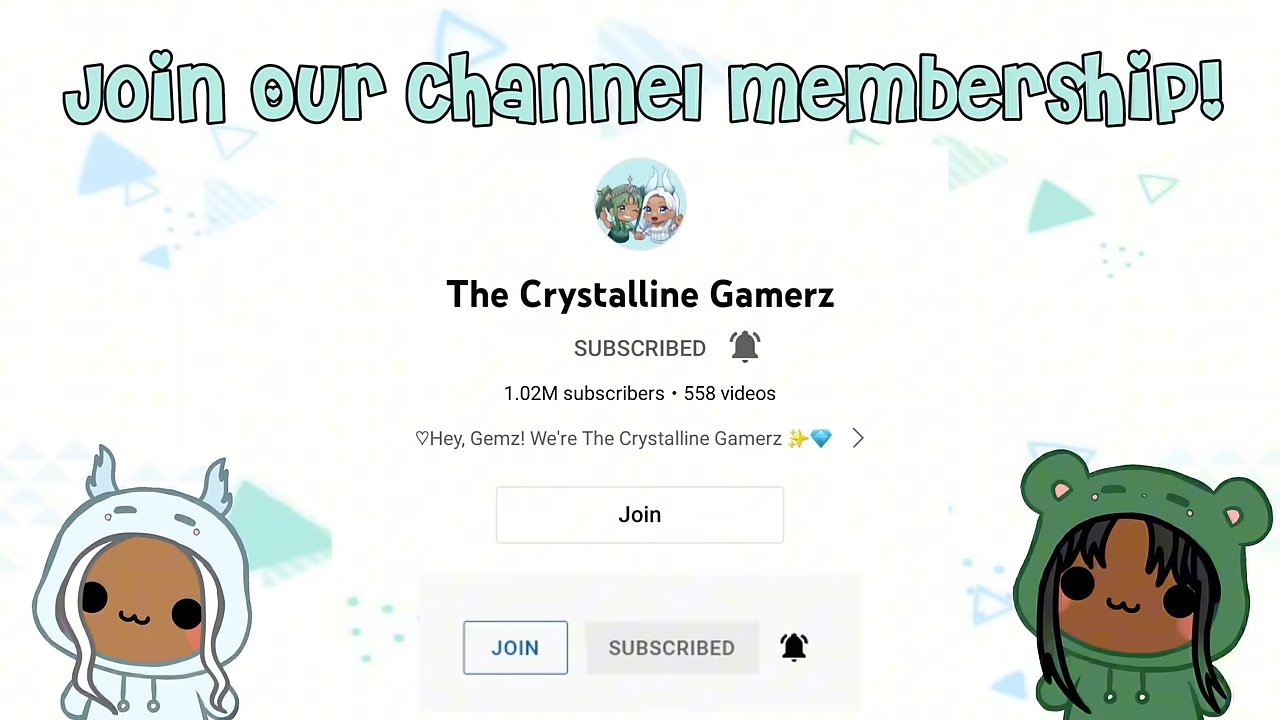 Join our channel membership!
The Crystalline Gamerz
SUBSCRIBED
1.02M subscribers • 558 videos
♡Hey, Gemz! We're The Crystalline Gamerz ✨💎
Join
JOIN SUBSCRIBED